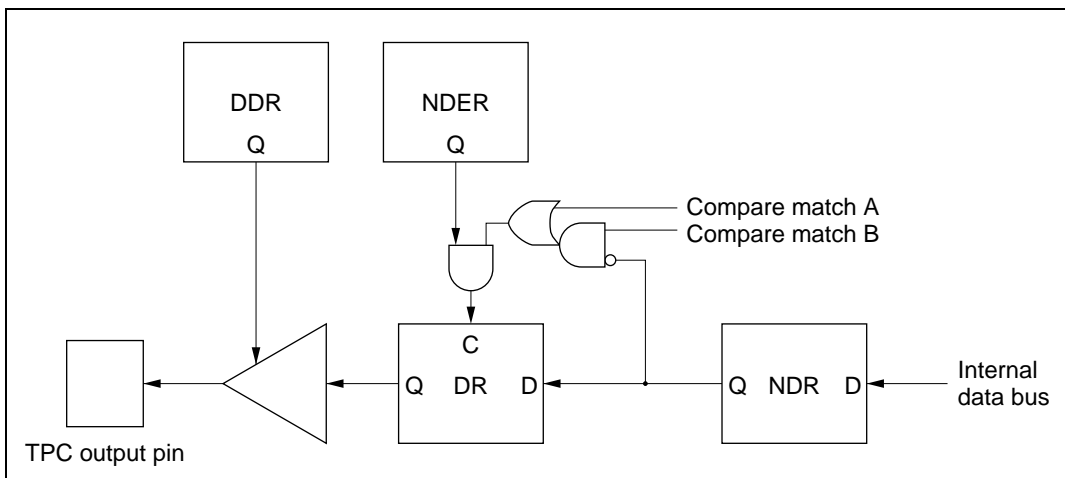 DDR
Q
NDER
Q
Compare match A
Compare match B
C
Q DR D
Q NDR D
Internal
data bus
TPC output pin